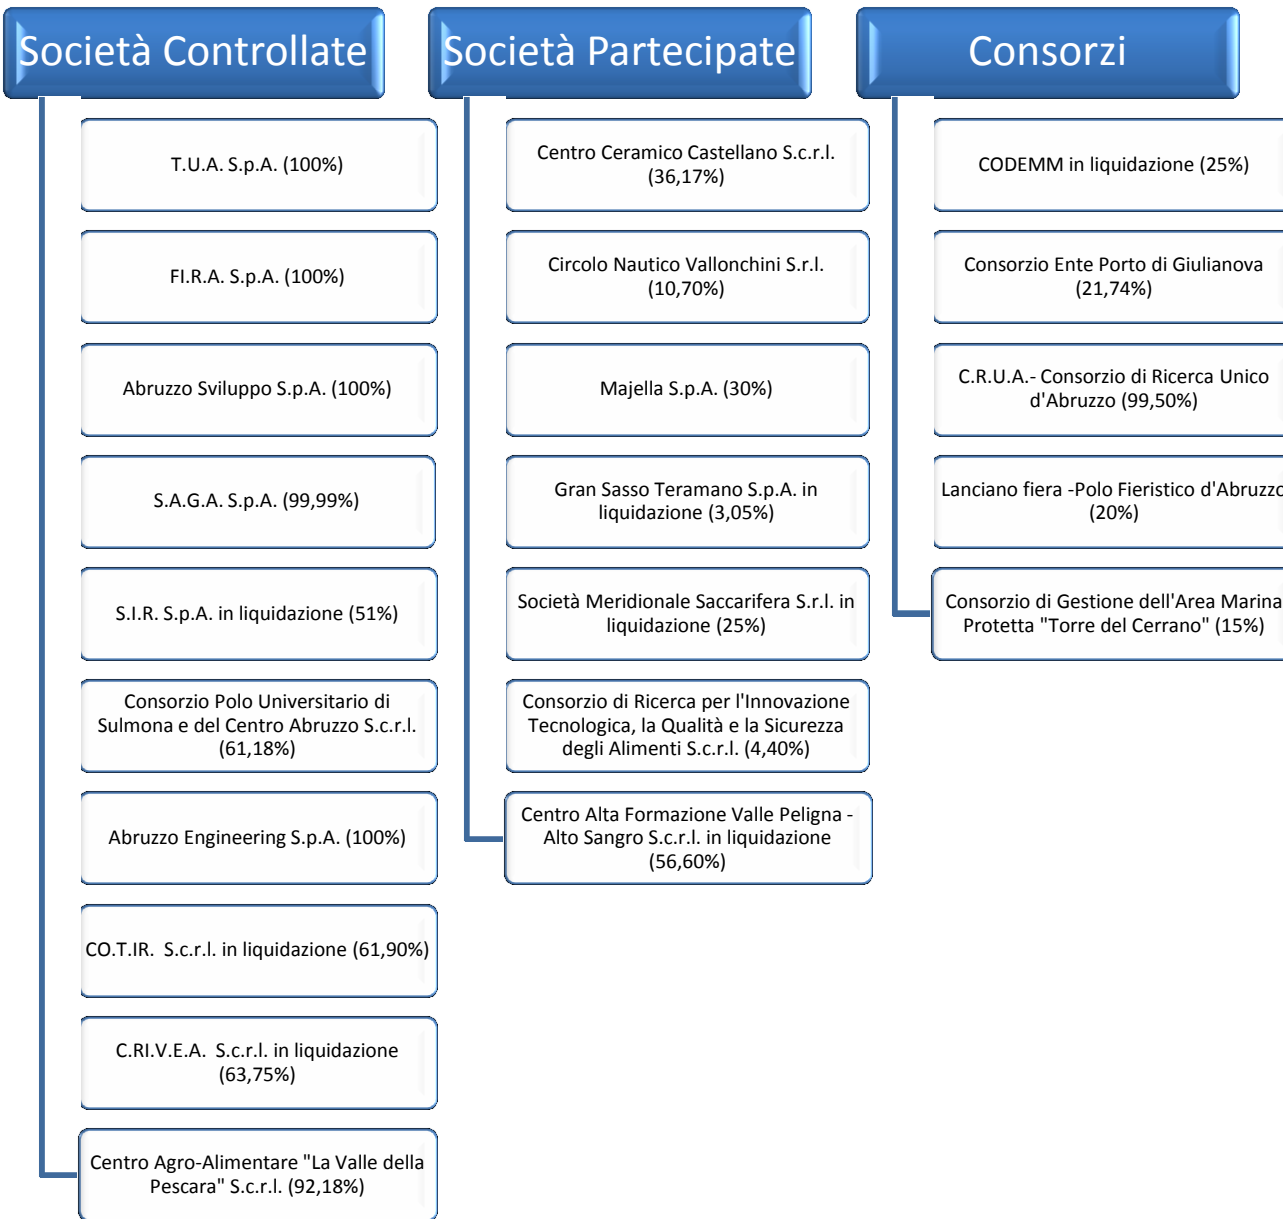 Società Controllate
T.U.A. S.p.A. (100%)
FI.R.A. S.p.A. (100%)
Abruzzo Sviluppo S.p.A. (100%)
S.A.G.A. S.p.A. (99,99%)
S.I.R. S.p.A. in liquidazione (51%)
Consorzio Polo Universitario di
Sulmona e del Centro Abruzzo S.c.r.l.
(61,18%)
Abruzzo Engineering S.p.A. (100%)
CO.T.IR. S.c.r.l. in liquidazione (61,90%)
C.RI.V.E.A. S.c.r.l. in liquidazione
(63,75%)
Centro Agro-Alimentare "La Valle della
Pescara" S.c.r.l. (92,18%)
Società Partecipate
Centro Ceramico Castellano S.c.r.l.
(36,17%)
Circolo Nautico Vallonchini S.r.l.
(10,70%)
Majella S.p.A. (30%)
Gran Sasso Teramano S.p.A. in
liquidazione (3,05%)
Società Meridionale Saccarifera S.r.l. in
liquidazione (25%)
Consorzio di Ricerca per l'Innovazione
Tecnologica, la Qualità e la Sicurezza
degli Alimenti S.c.r.l. (4,40%)
Centro Alta Formazione Valle Peligna -
Alto Sangro S.c.r.l. in liquidazione
(56,60%)
Consorzi
CODEMM in liquidazione (25%)
Consorzio Ente Porto di Giulianova
(21,74%)
C.R.U.A.- Consorzio di Ricerca Unico
d'Abruzzo (99,50%)
Lanciano fiera -Polo Fieristico d'Abruzzo
(20%)
Consorzio di Gestione dell'Area Marina
Protetta "Torre del Cerrano" (15%)